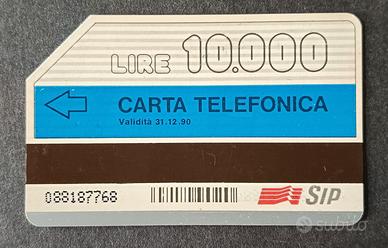 LIRE 10.000
CARTA TELEFONICA
Validità 31.12.90
088187768
SIP
subito